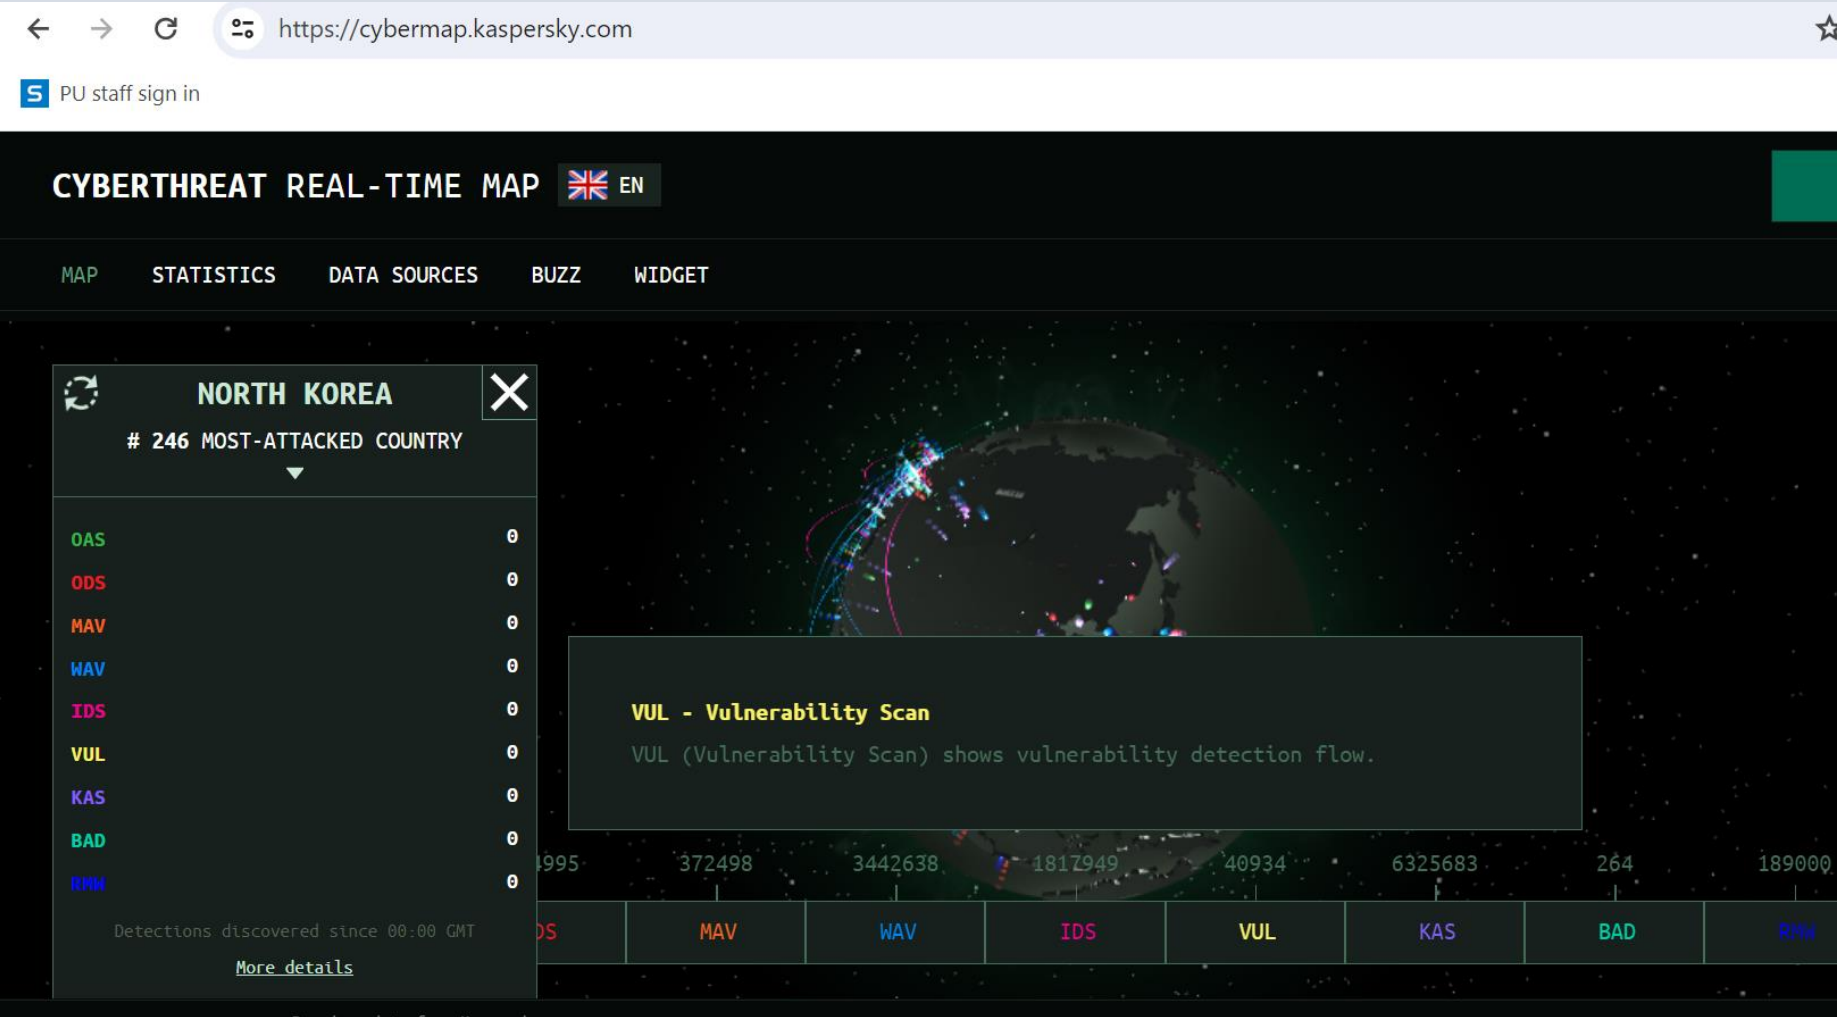 https://cybermap.kaspersky.com
S PU staff sign in
CYBERTHREAT REAL-TIME MAP EN
MAP STATISTICS DATA SOURCES BUZZ WIDGET
NORTH KOREA
# 246 MOST-ATTACKED COUNTRY
OAS 0
ODS 0
MAV 0
WAV 0
IDS 0
VUL 0
KAS 0
BAD 0
RMW 0
Detections discovered since 00:00 GMT
More details
VUL - Vulnerability Scan
VUL (Vulnerability Scan) shows vulnerability detection flow.
4995 372498 3442638 1817949 40934 6325683 264 189000
DS MAV WAV IDS VUL KAS BAD RMW